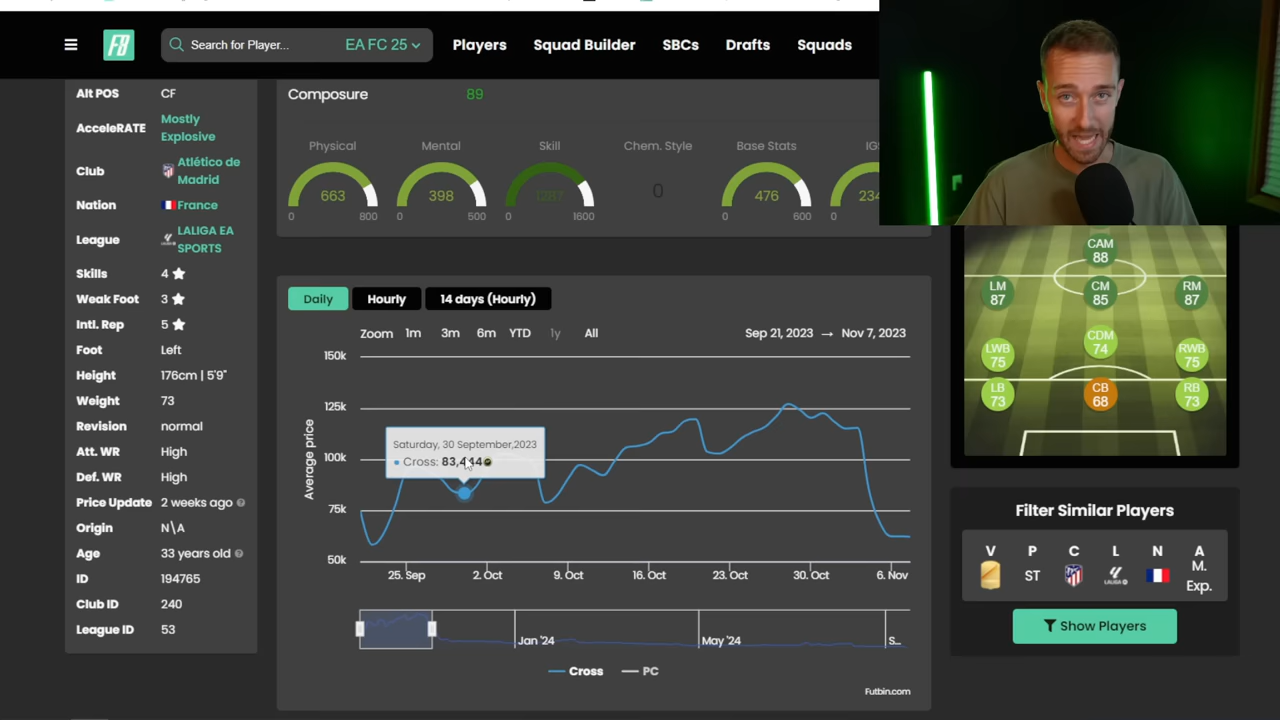 FB
Search for Player...
EA FC 25
Players
Squad Builder
SBCs
Drafts
Squads
Alt POS CF
AcceleRATE Mostly
Explosive
Club Atlético de
Madrid
Nation France
League LALIGA EA
SPORTS
Skills 4
Weak Foot 3
Intl. Rep 5
Foot Left
Height 176cm | 5'9"
Weight 73
Revision normal
Att. WR High
Def. WR High
Price Update 2 weeks ago
Origin N\A
Age 33 years old
ID 194765
Club ID 240
League ID 53
Composure 89
Physical Mental Skill Chem. Style Base Stats
663 398 1287 0 476 234
0 800 0 500 0 1600 0 600 0
Daily Hourly 14 days (Hourly)
Zoom 1m 3m 6m YTD 1y All Sep 21, 2023 → Nov 7, 2023
150k
125k
100k
75k
50k
Average price
Saturday, 30 September,2023
25. Sep 2. Oct 9. Oct 16. Oct 23. Oct 30. Oct 6. Nov
Jan '24 May '24 S...
Cross PC
Futbin.com
CAM
88
LM CM RM
87 85 87
CDM
74
LWB RWB
75 75
LB CB RB
73 68 73
Filter Similar Players
V P C L N A
ST M.
Exp.
Show Players